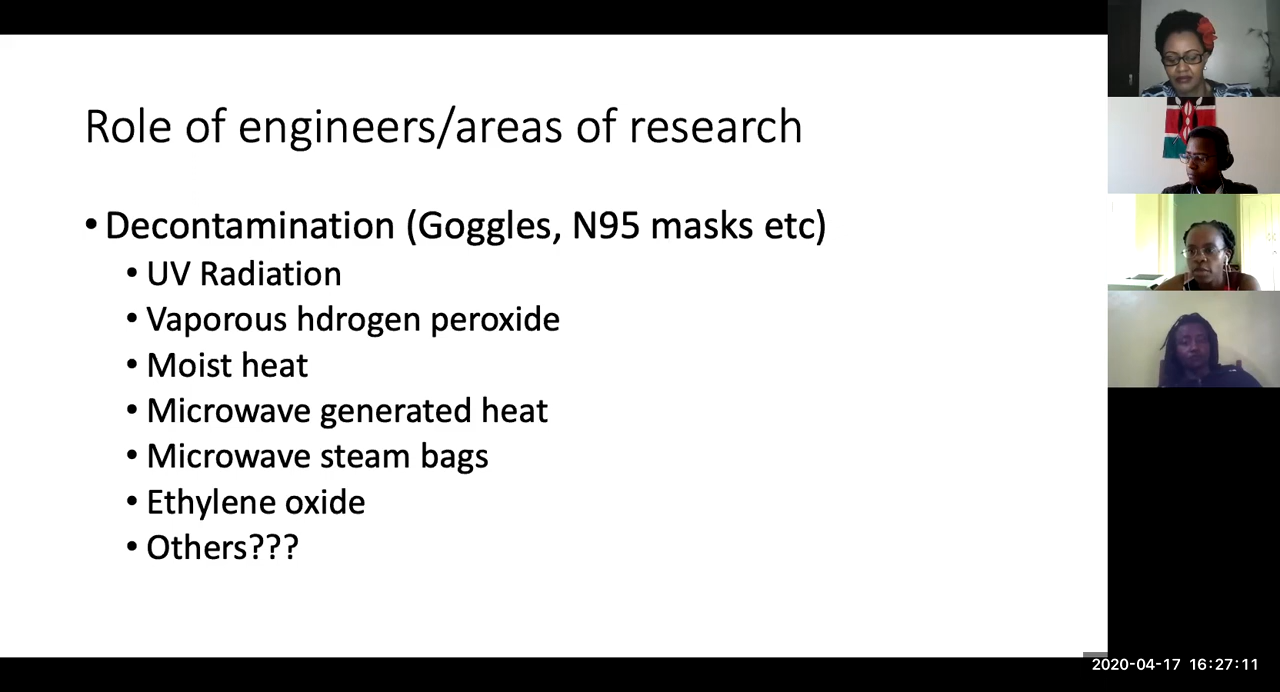 Role of engineers/areas of research
• Decontamination (Goggles, N95 masks etc)
• UV Radiation
• Vaporous hdrogen peroxide
• Moist heat
• Microwave generated heat
• Microwave steam bags
• Ethylene oxide
• Others???
2020-04-17 16:27:11